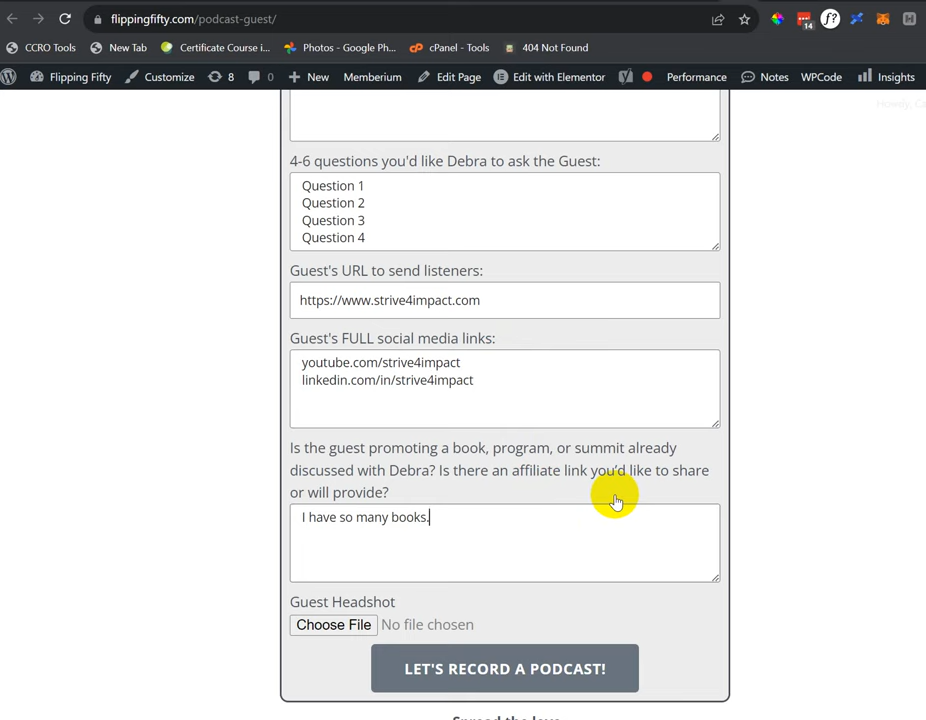 flippingfifty.com/podcast-guest/
14
f?
CCRO Tools
New Tab
Certificate Course i...
Photos - Google Ph...
cPanel - Tools
404 Not Found
Flipping Fifty
Customize
8
New
Memberium
Edit Page
Edit with Elementor
Performance
Notes
WPCode
Insights
Howdy, C
4-6 questions you'd like Debra to ask the Guest:
Question 1
Question 2
Question 3
Question 4
Guest's URL to send listeners:
https://www.strive4impact.com
Guest's FULL social media links:
youtube.com/strive4impact
linkedin.com/in/strive4impact
Is the guest promoting a book, program, or summit already
discussed with Debra? Is there an affiliate link you'd like to share
or will provide?
I have so many books.
Guest Headshot
Choose File No file chosen
LET'S RECORD A PODCAST!
Spread the love